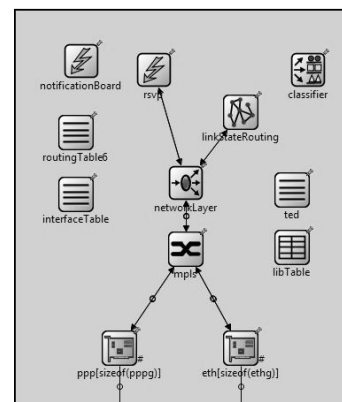 notificationBoard
rsvp
classifier
linkStateRouting
routingTable6
networkLayer
interfaceTable
ted
mpls
libTable
ppp[sizeof(pppg)]
#
eth[sizeof(ethg)]
#